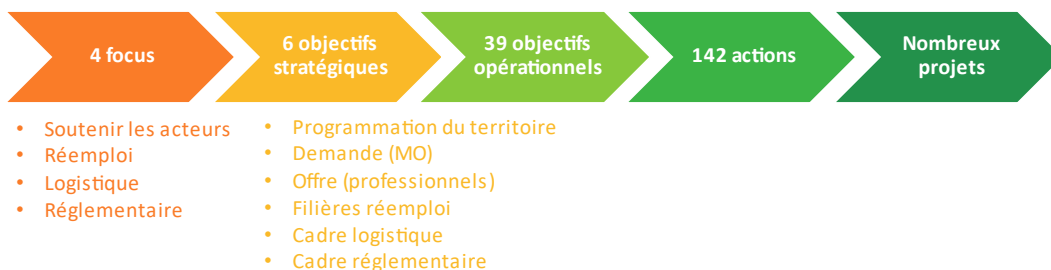 4 focus
6 objectifs
stratégiques
39 objectifs
opérationnels
142 actions
Nombreux
projets
• Soutenir les acteurs
• Réemploi
• Logistique
• Réglementaire
• Programmation du territoire
• Demande (MO)
• Offre (professionnels)
• Filières réemploi
• Cadre logistique
• Cadre réglementaire